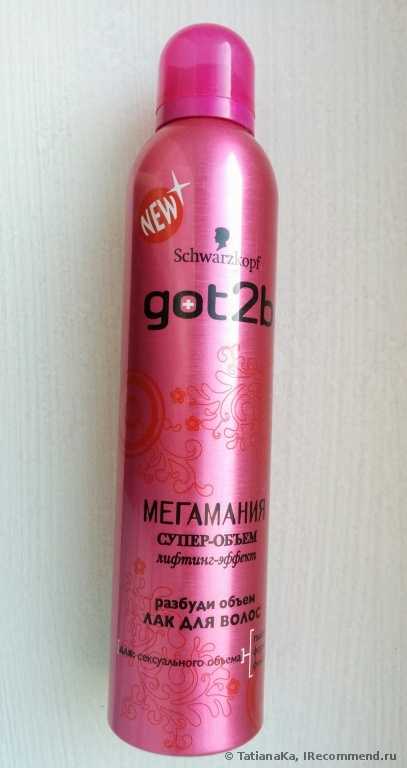 NEW
Schwarzkopf
got2b
МЕГАМАНИЯ
СУПЕР-ОБЪЕМ
лифтинг-эффект
разбуди объем
ЛАК ДЛЯ ВОЛОС
для: сексуального объема
© TatianaKa, IRecommend.ru